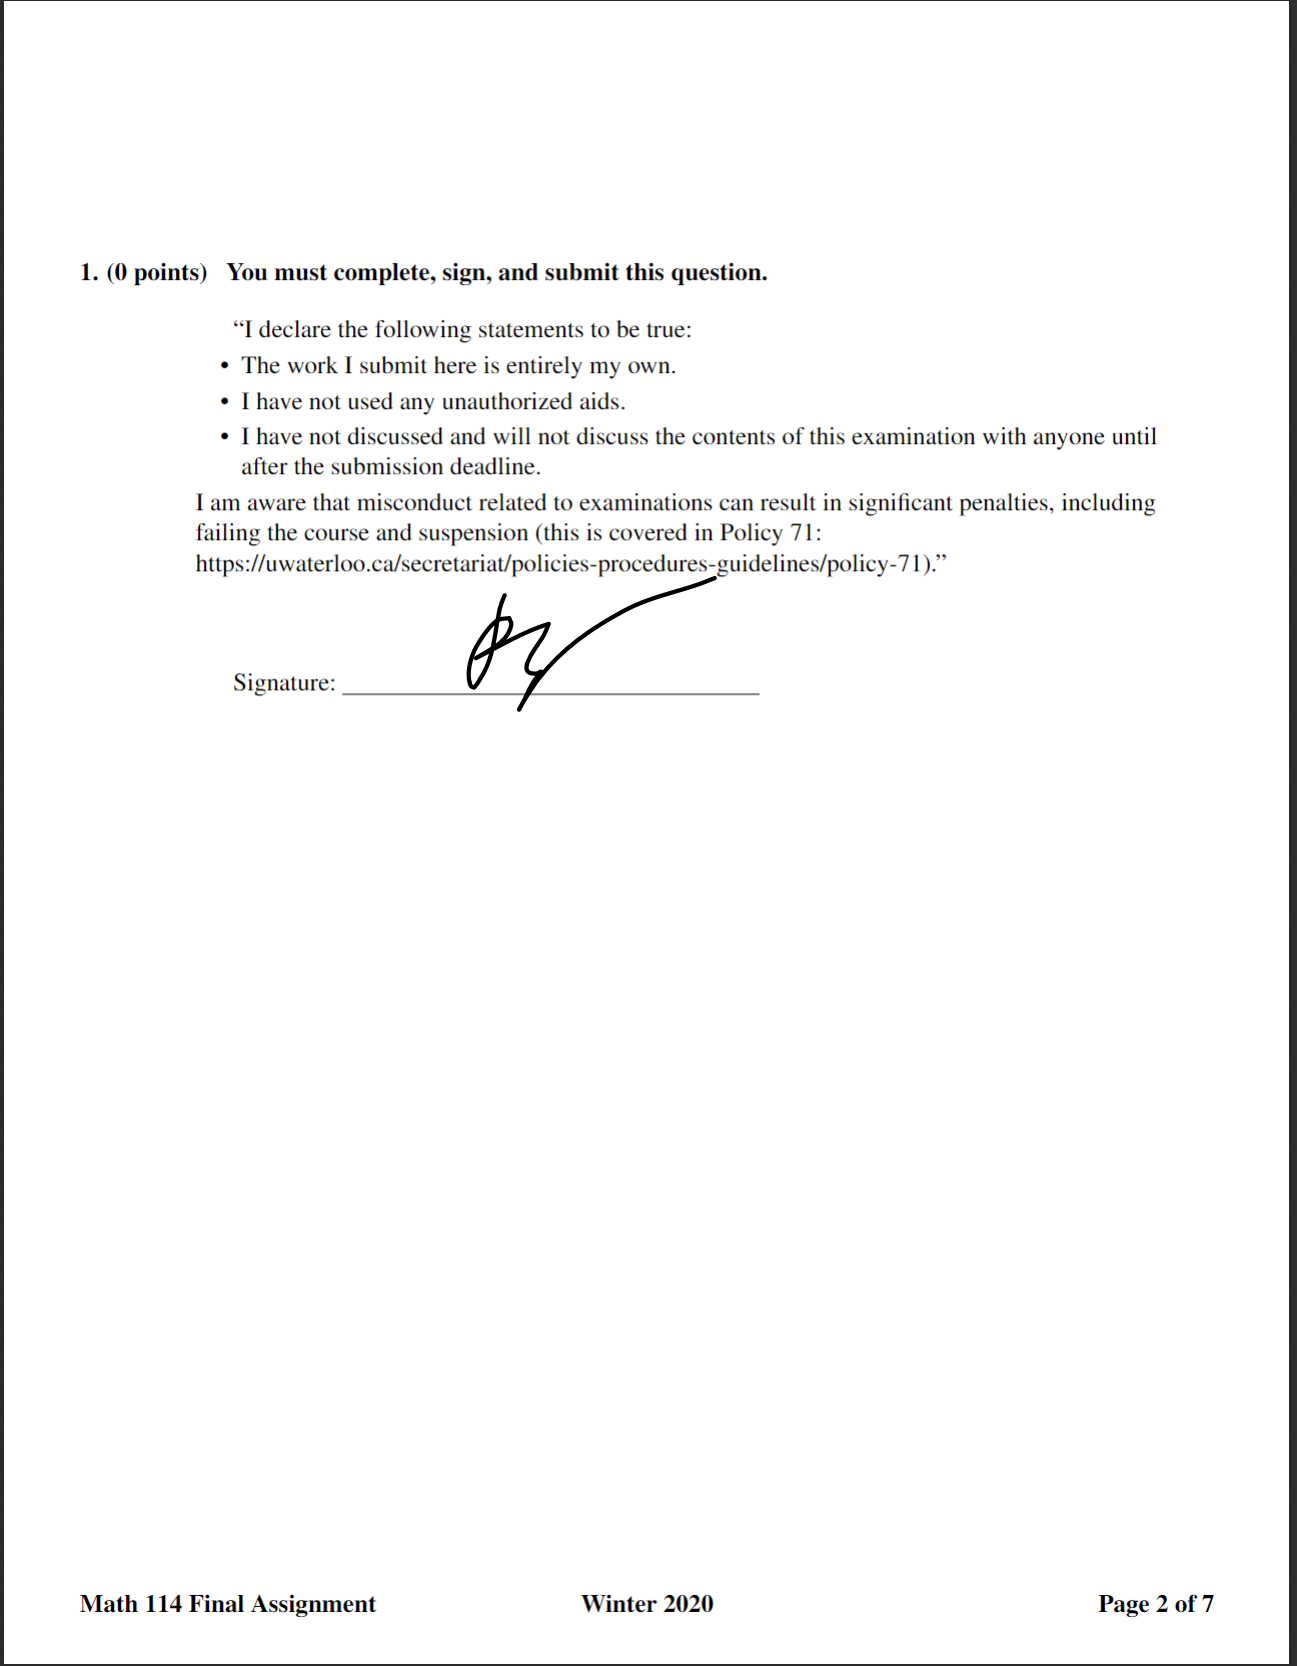 1. (0 points) You must complete, sign, and submit this question.
“I declare the following statements to be true:
• The work I submit here is entirely my own.
• I have not used any unauthorized aids.
• I have not discussed and will not discuss the contents of this examination with anyone until
after the submission deadline.
I am aware that misconduct related to examinations can result in significant penalties, including
failing the course and suspension (this is covered in Policy 71:
https://uwaterloo.ca/secretariat/policies-procedures-guidelines/policy-71).”
Signature:
Math 114 Final Assignment Winter 2020 Page 2 of 7